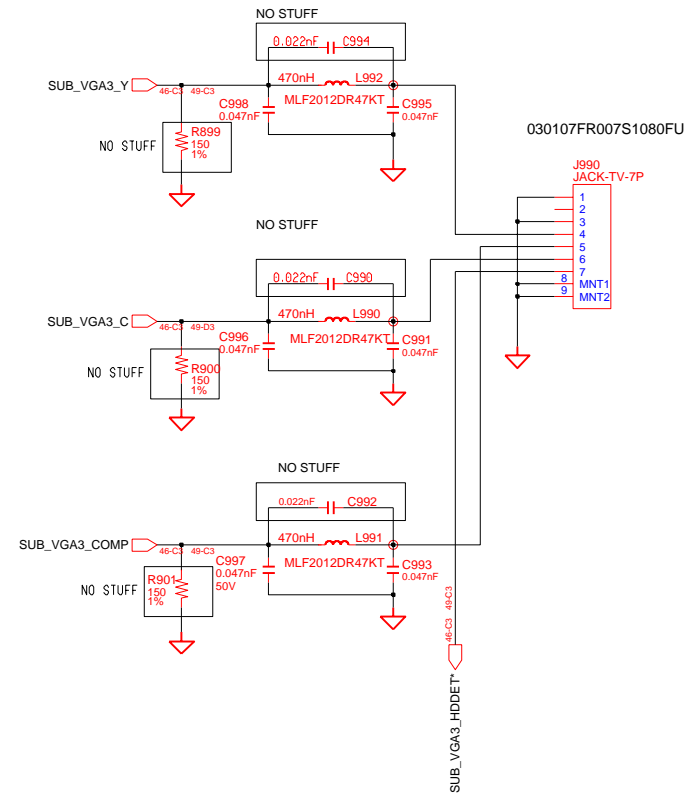 NO STUFF
0.022nF C994
SUB_VGA3_Y
46-C3 49-C3
470nH L992
MLF2012DR47KT
C998
0.047nF
C995
0.047nF
NO STUFF
R899
150
1%
030107FR007S1080FU
J990
JACK-TV-7P
1
2
3
4
5
6
7
8 MNT1
9 MNT2
NO STUFF
0.022nF C990
SUB_VGA3_C
46-C3 49-D3
470nH L990
MLF2012DR47KT
C996
0.047nF
C991
0.047nF
NO STUFF
R900
150
1%
NO STUFF
0.022nF C992
SUB_VGA3_COMP
46-C3 49-C3
470nH L991
MLF2012DR47KT
C997
0.047nF
50V
C993
0.047nF
NO STUFF
R901
150
1%
46-C3 49-C3
SUB_VGA3_HDDET*